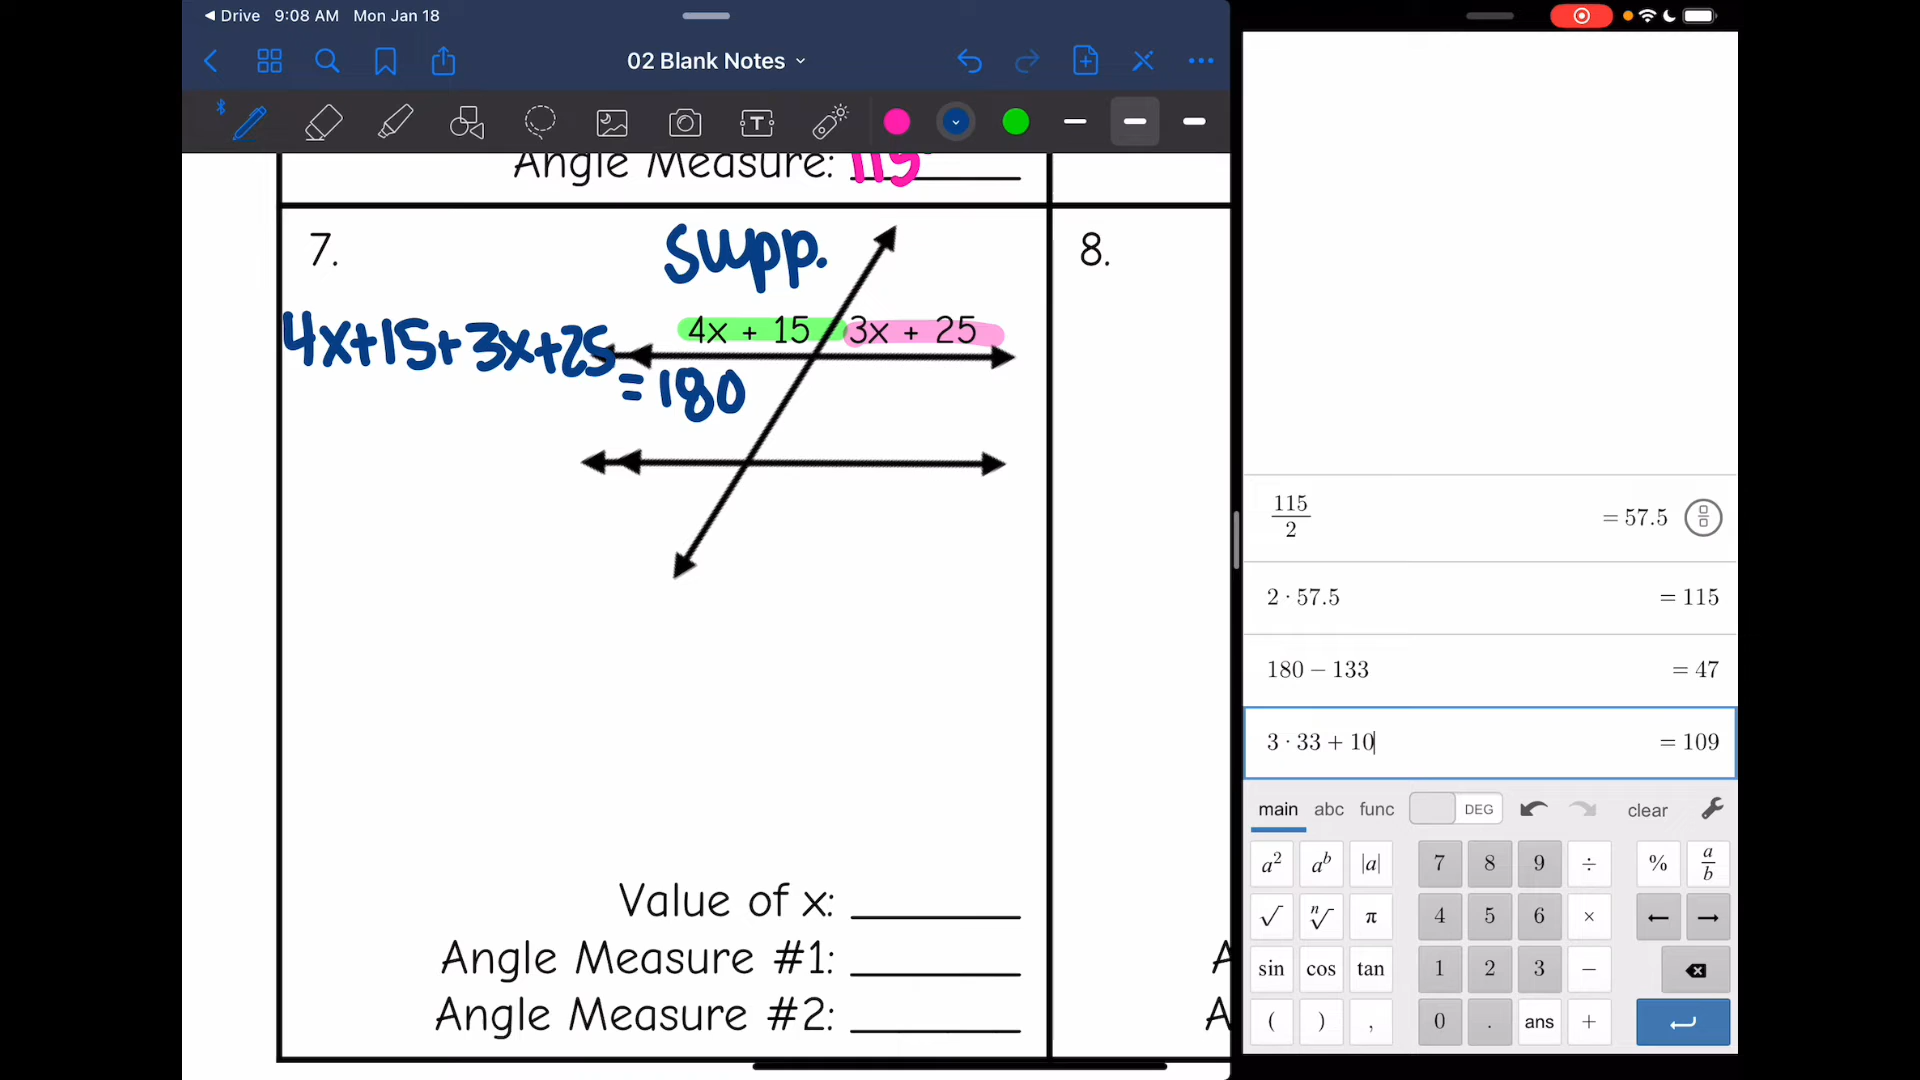 Drive 9:08 AM Mon Jan 18
02 Blank Notes
T
Angle Measure: 115°
7.
supp.
8.
4x + 15 3x + 25
4x+15+3x+25
= 180
Value of x:
Angle Measure #1:
Angle Measure #2:
A
A
115/2 = 57.5
2 · 57.5 = 115
180 − 133 = 47
3 · 33 + 10 = 109
main abc func DEG clear
a² aᵇ |a| 7 8 9 ÷ % a/b
√ ⁿ√ π 4 5 6 × ← →
sin cos tan 1 2 3 −
( ) , 0 . ans +